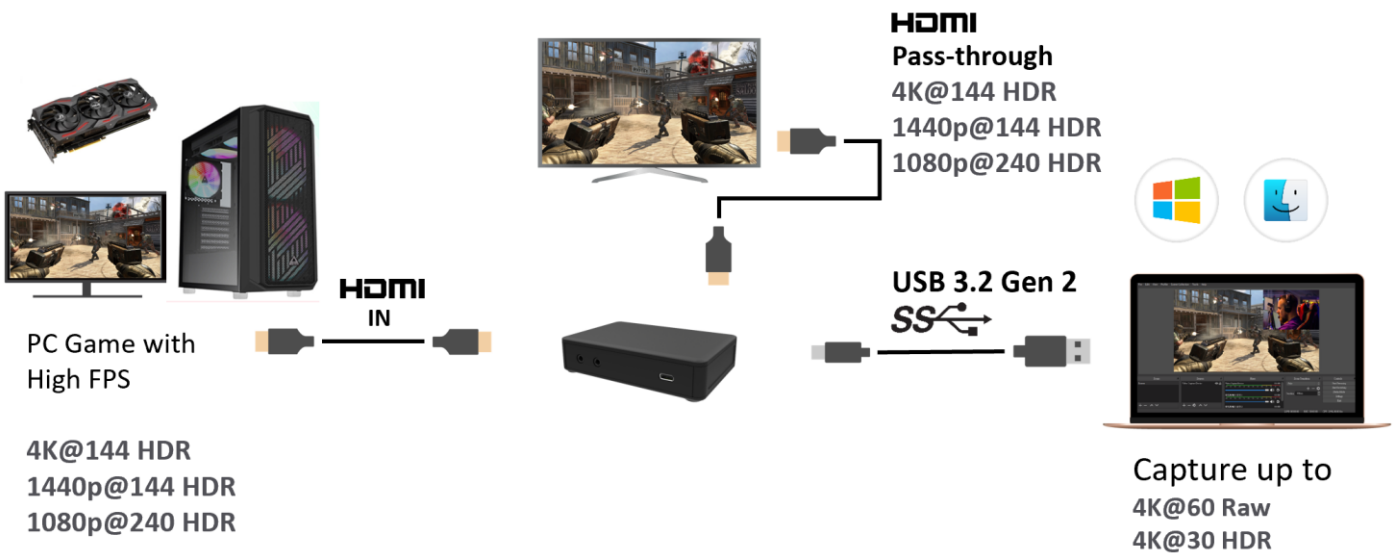 PC Game with
High FPS
4K@144 HDR
1440p@144 HDR
1080p@240 HDR
HDMI
IN
HDMI
Pass-through
4K@144 HDR
1440p@144 HDR
1080p@240 HDR
USB 3.2 Gen 2
SS
Capture up to
4K@60 Raw
4K@30 HDR